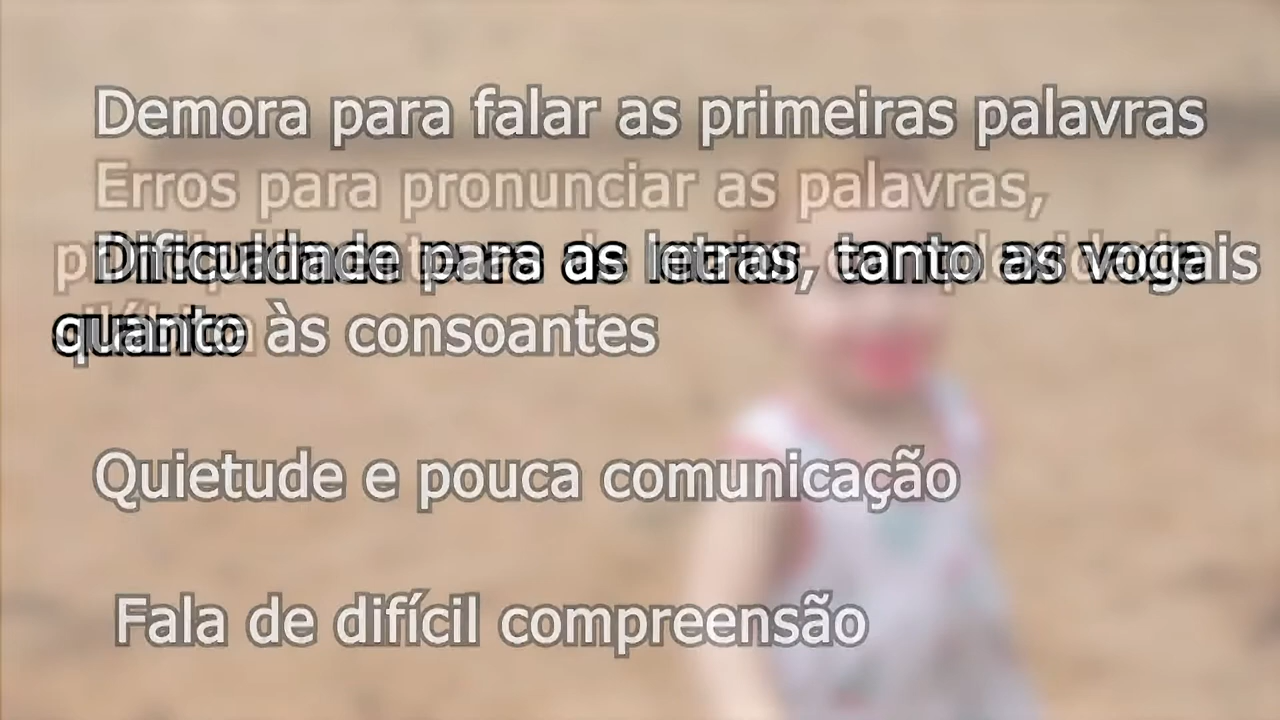 Demora para falar as primeiras palavras
Erros para pronunciar as palavras,
Dificuldade para as letras, tanto as vogais
quanto às consoantes
Quietude e pouca comunicação
Fala de difícil compreensão